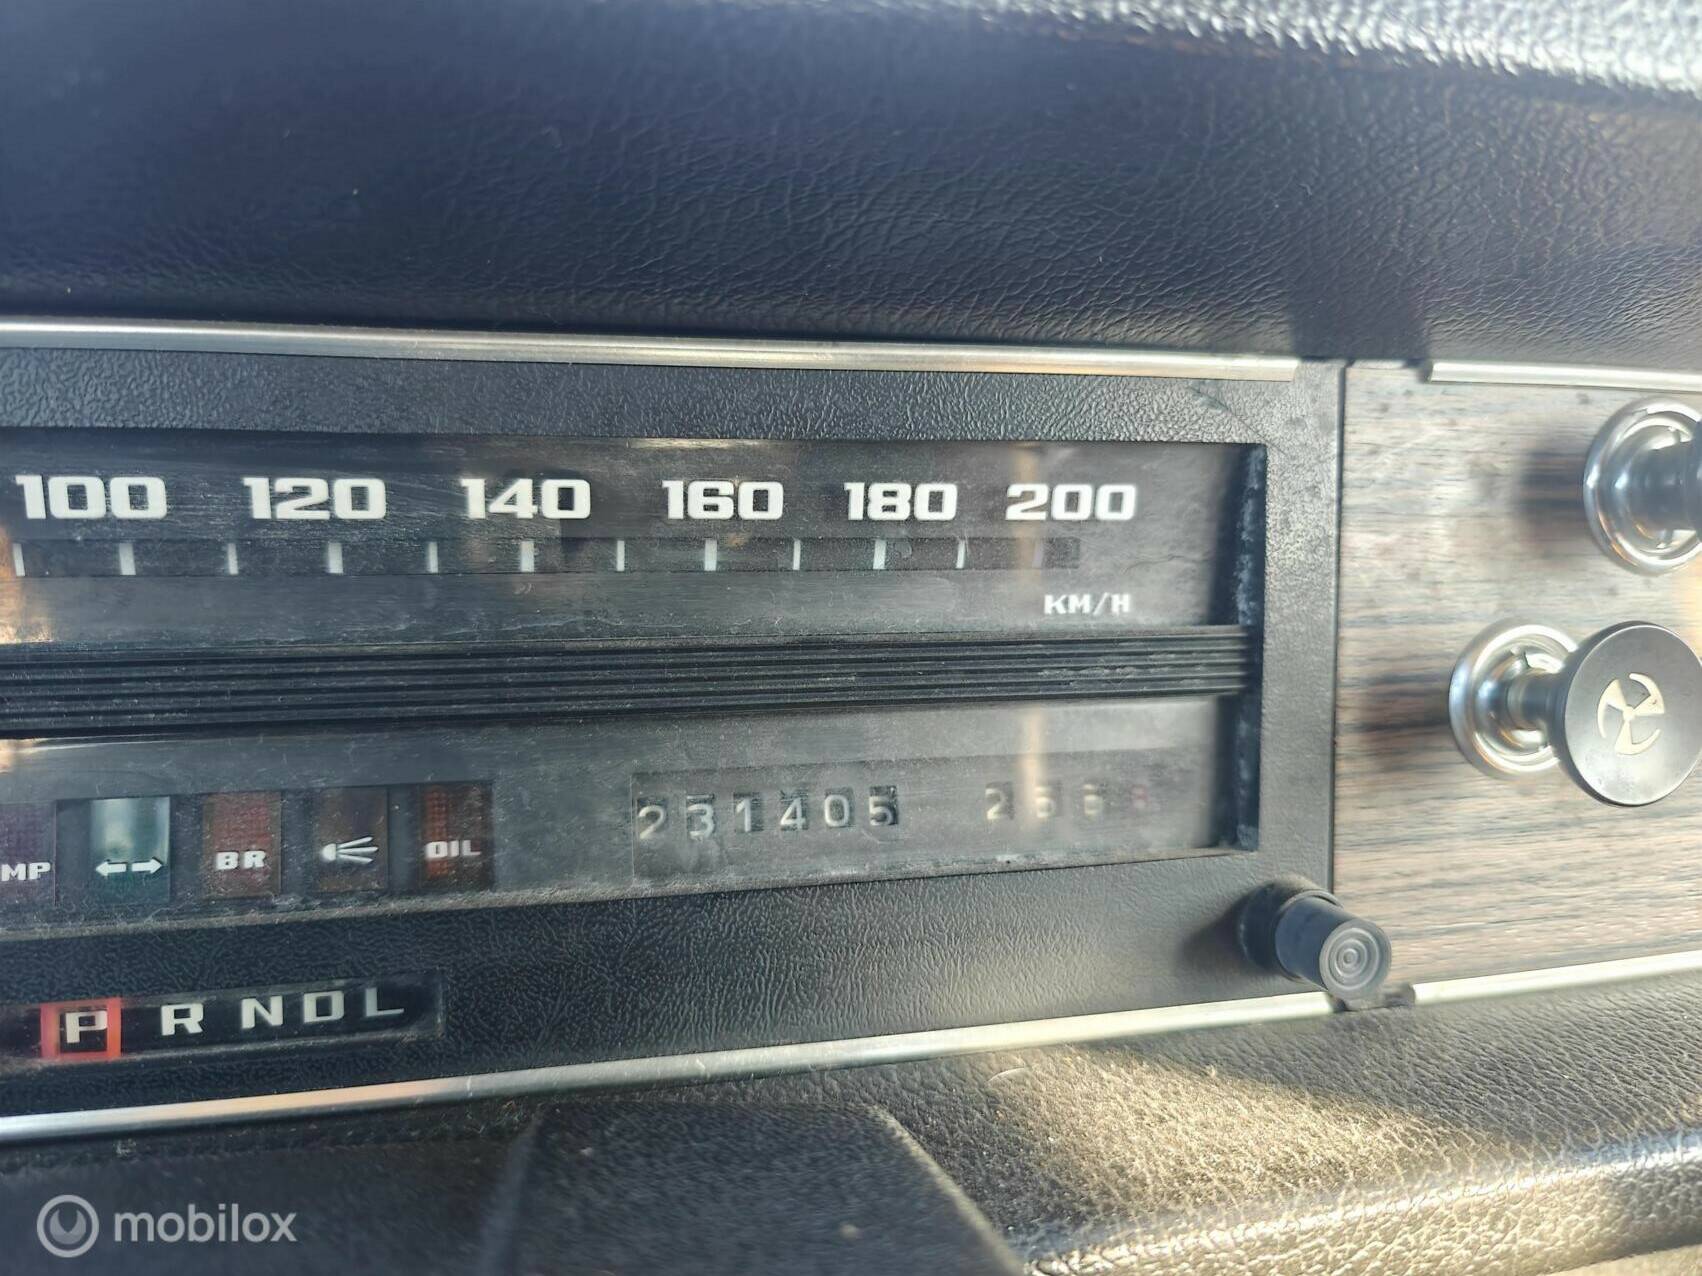 100 120 140 160 180 200
KM/H
MP BR OIL 231405
P R N D L
mobilox